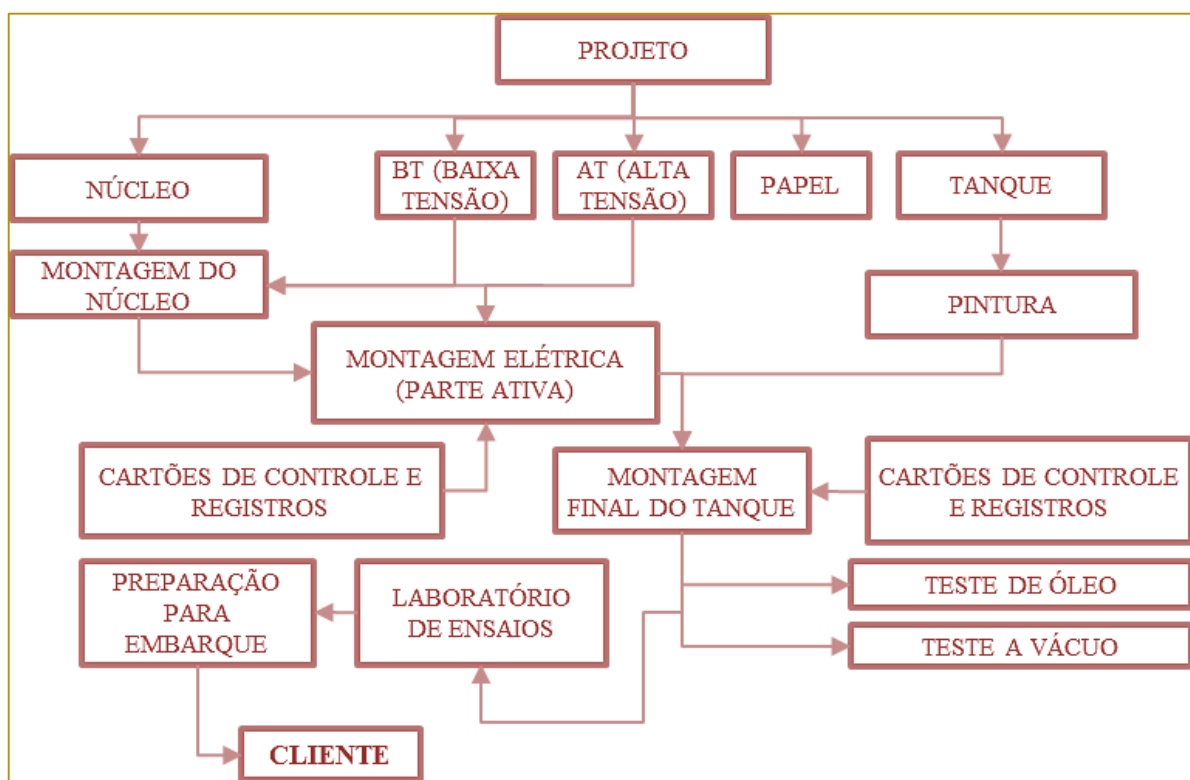 PROJETO
NÚCLEO
BT (BAIXA
TENSÃO)
AT (ALTA
TENSÃO)
PAPEL
TANQUE
MONTAGEM DO
NÚCLEO
PINTURA
MONTAGEM ELÉTRICA
(PARTE ATIVA)
CARTÕES DE CONTROLE E
REGISTROS
MONTAGEM
FINAL DO TANQUE
CARTÕES DE CONTROLE
E REGISTROS
PREPARAÇÃO
PARA
EMBARQUE
LABORATÓRIO
DE ENSAIOS
TESTE DE ÓLEO
TESTE A VÁCUO
CLIENTE